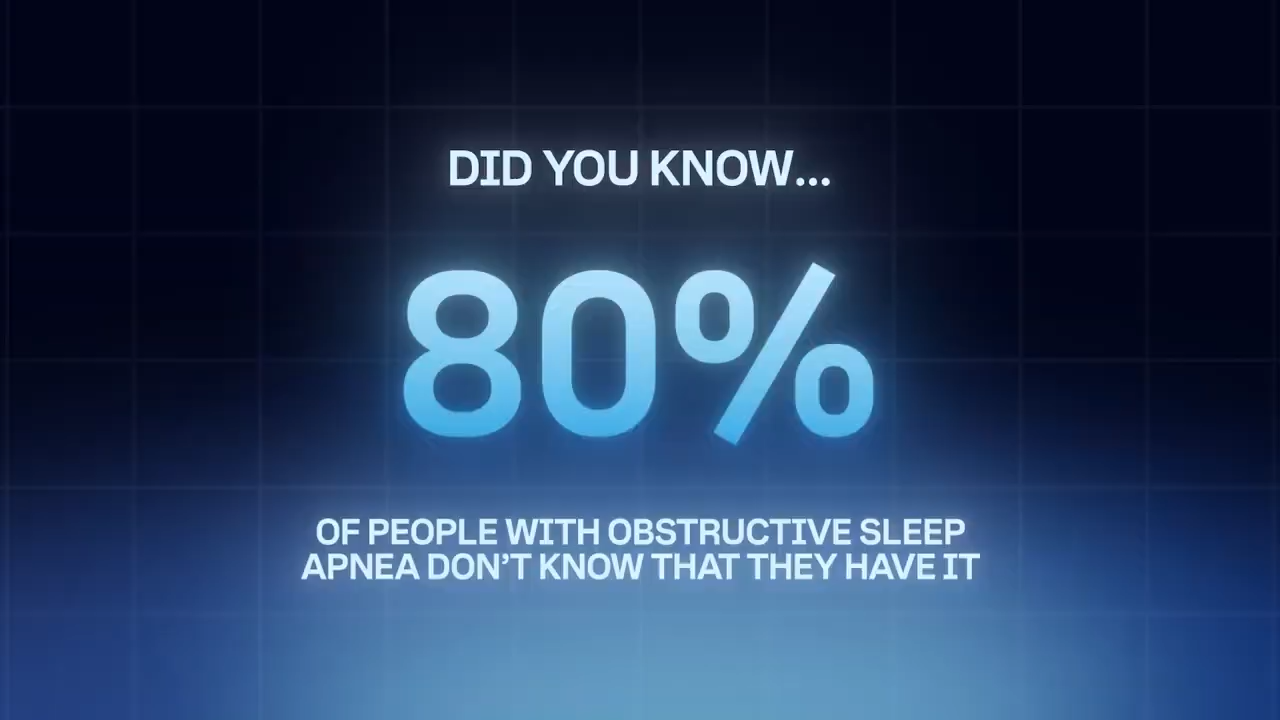 DID YOU KNOW...
80%
OF PEOPLE WITH OBSTRUCTIVE SLEEP
APNEA DON’T KNOW THAT THEY HAVE IT